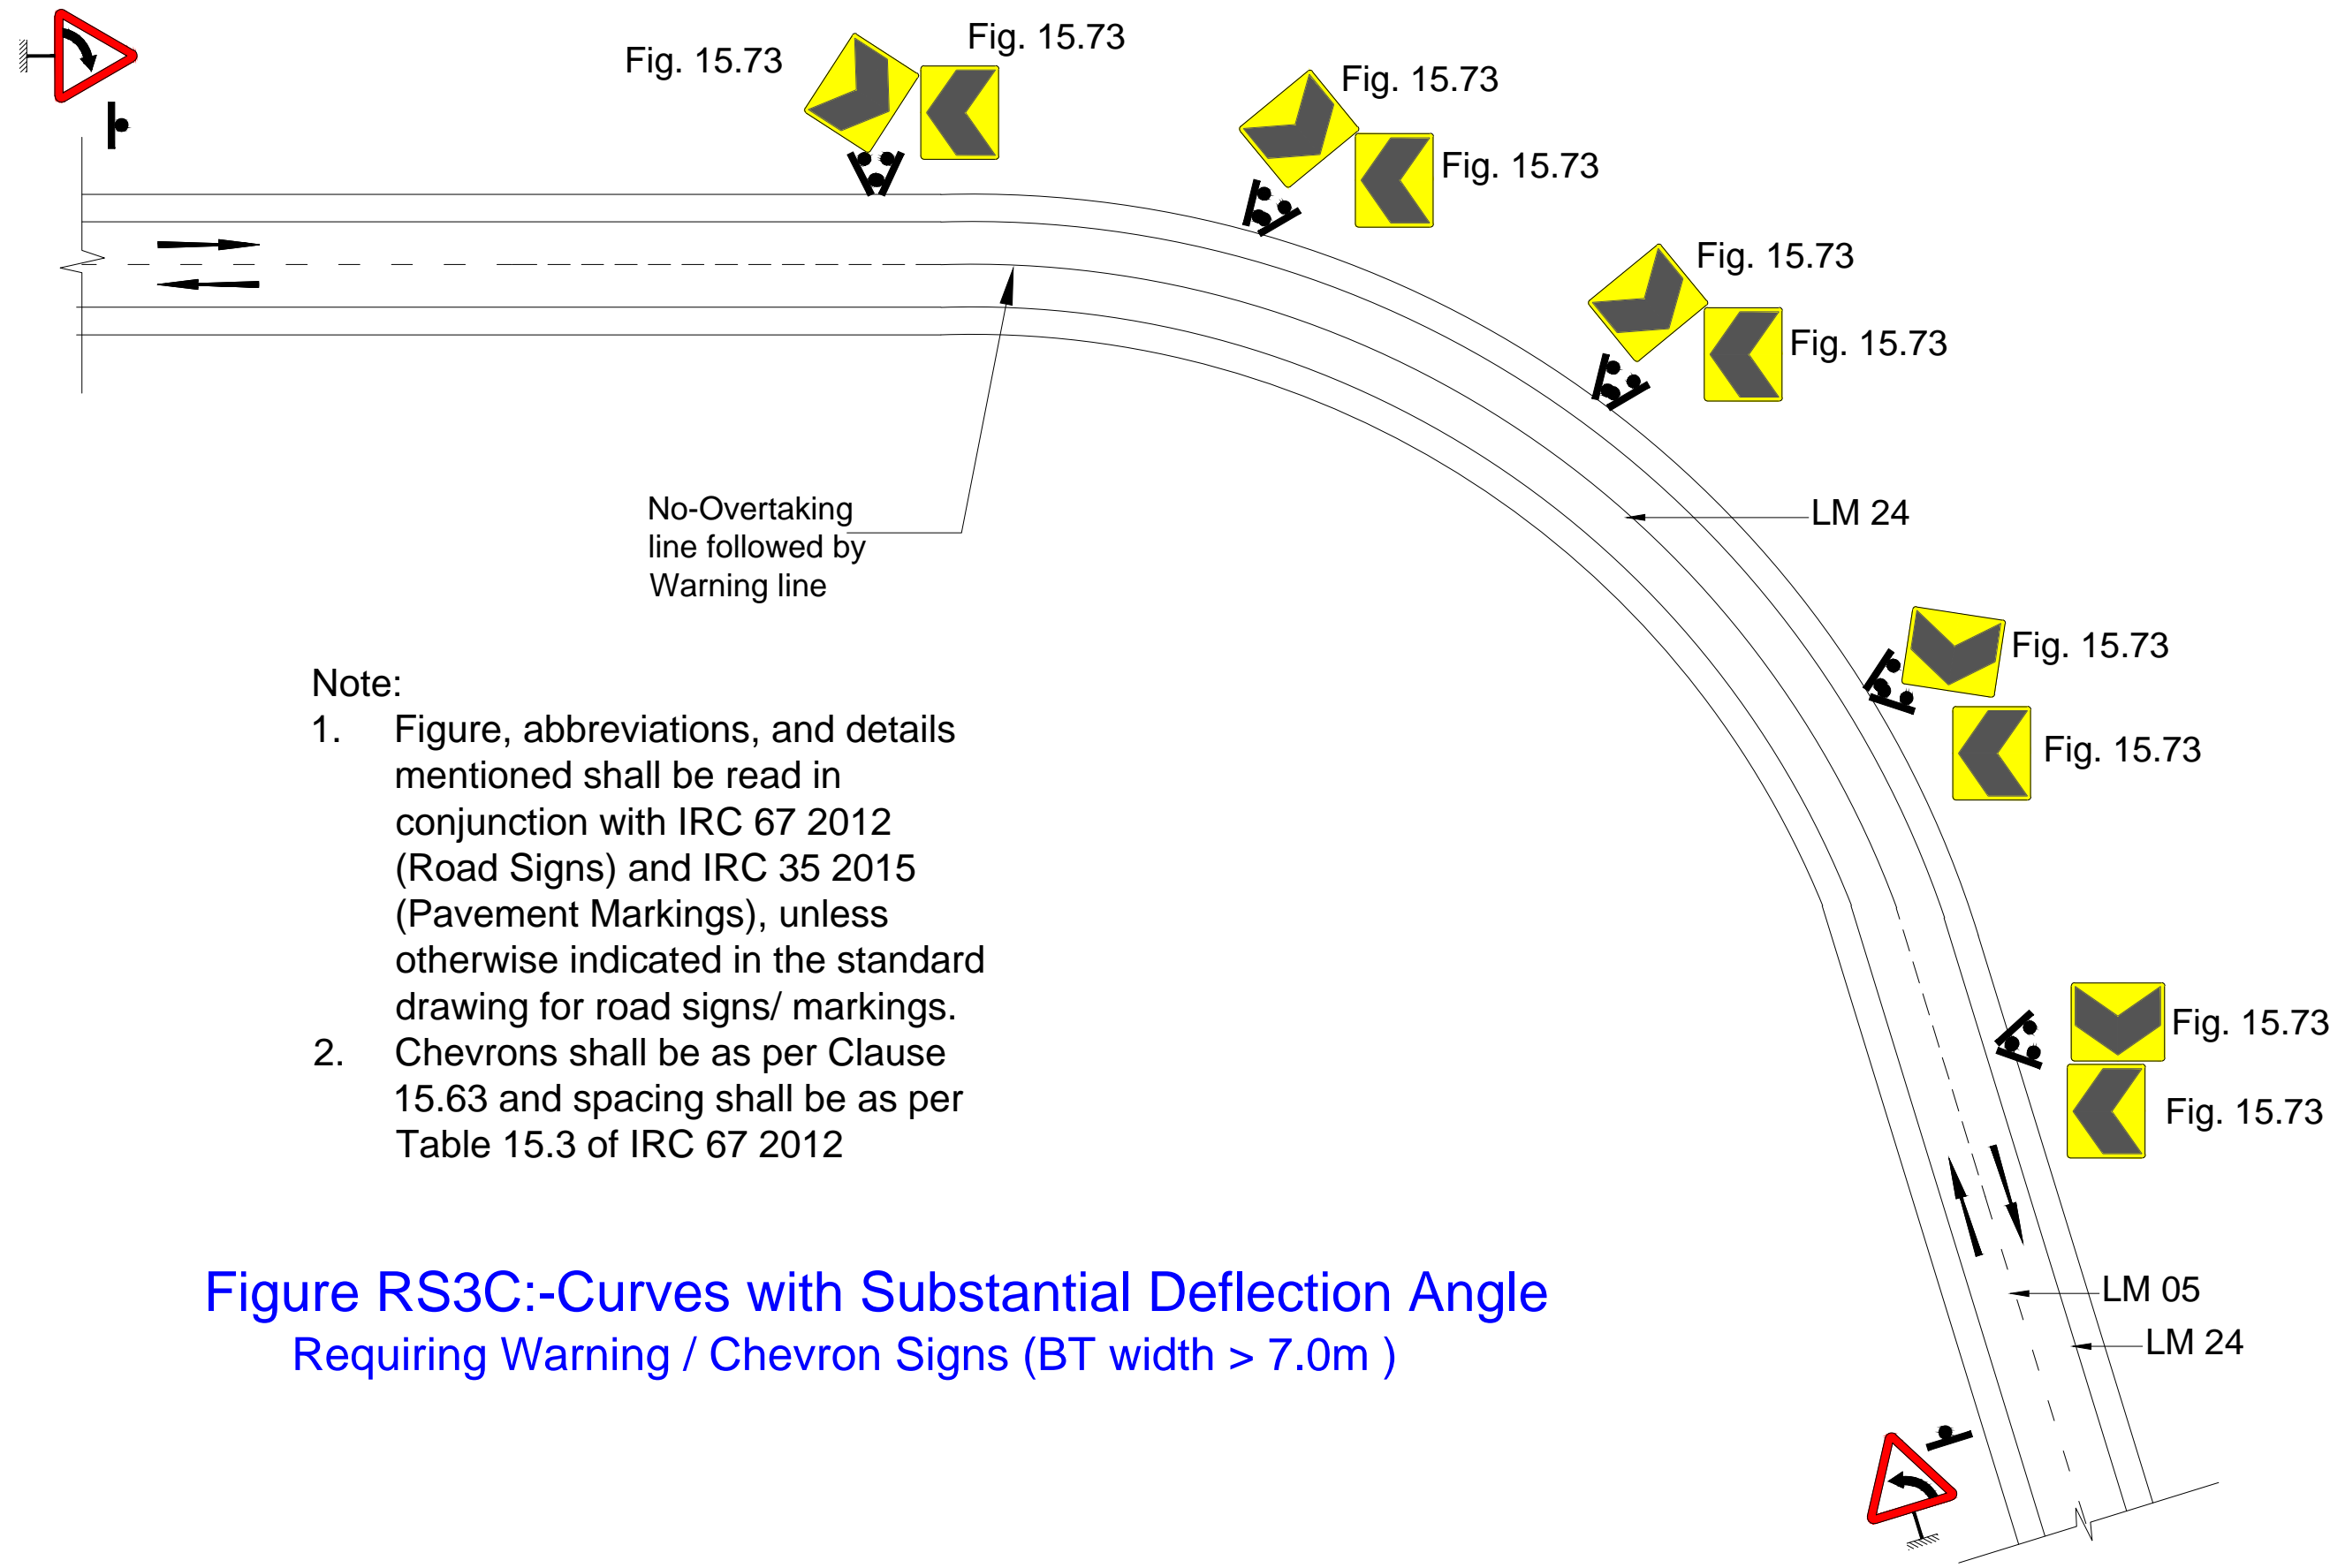 Fig. 15.73
Fig. 15.73
Fig. 15.73
Fig. 15.73
Fig. 15.73
Fig. 15.73
No-Overtaking
line followed by
Warning line
LM 24
Fig. 15.73
Fig. 15.73
Note:
1. Figure, abbreviations, and details
mentioned shall be read in
conjunction with IRC 67 2012
(Road Signs) and IRC 35 2015
(Pavement Markings), unless
otherwise indicated in the standard
drawing for road signs/ markings.
2. Chevrons shall be as per Clause
15.63 and spacing shall be as per
Table 15.3 of IRC 67 2012
Fig. 15.73
Fig. 15.73
LM 05
LM 24
Figure RS3C:-Curves with Substantial Deflection Angle
Requiring Warning / Chevron Signs (BT width > 7.0m )